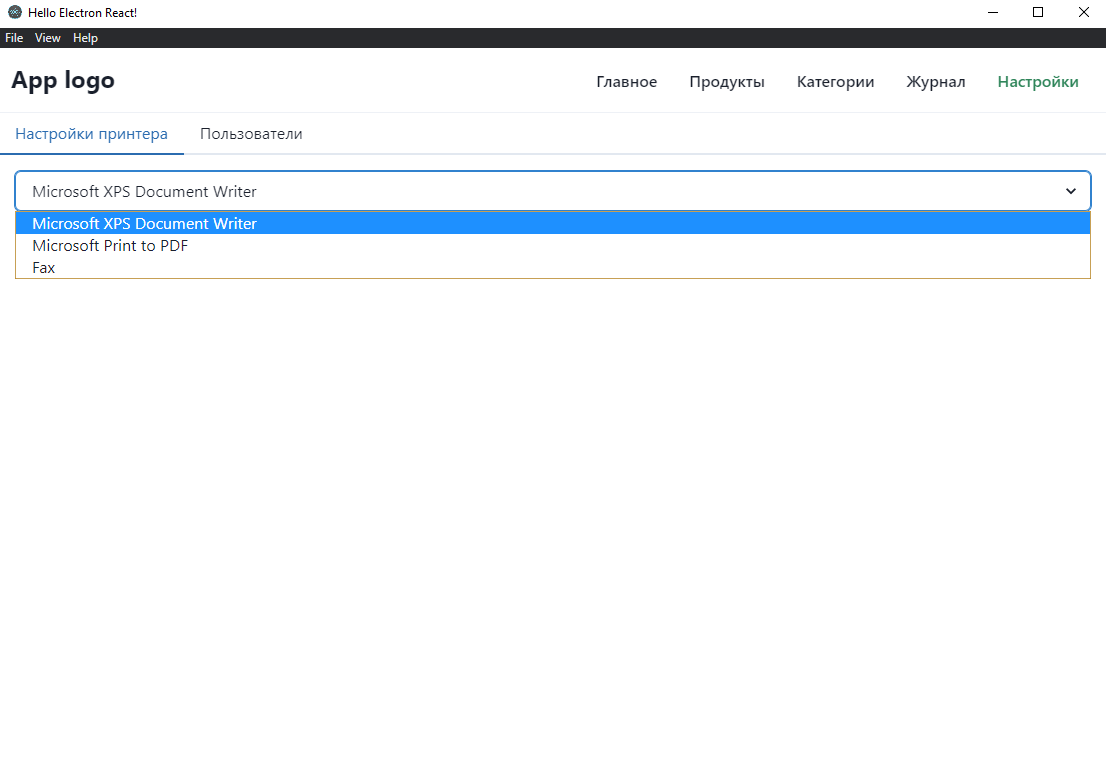 Hello Electron React!
File View Help
App logo Главное Продукты Категории Журнал Настройки
Настройки принтера Пользователи
Microsoft XPS Document Writer
Microsoft XPS Document Writer
Microsoft Print to PDF
Fax